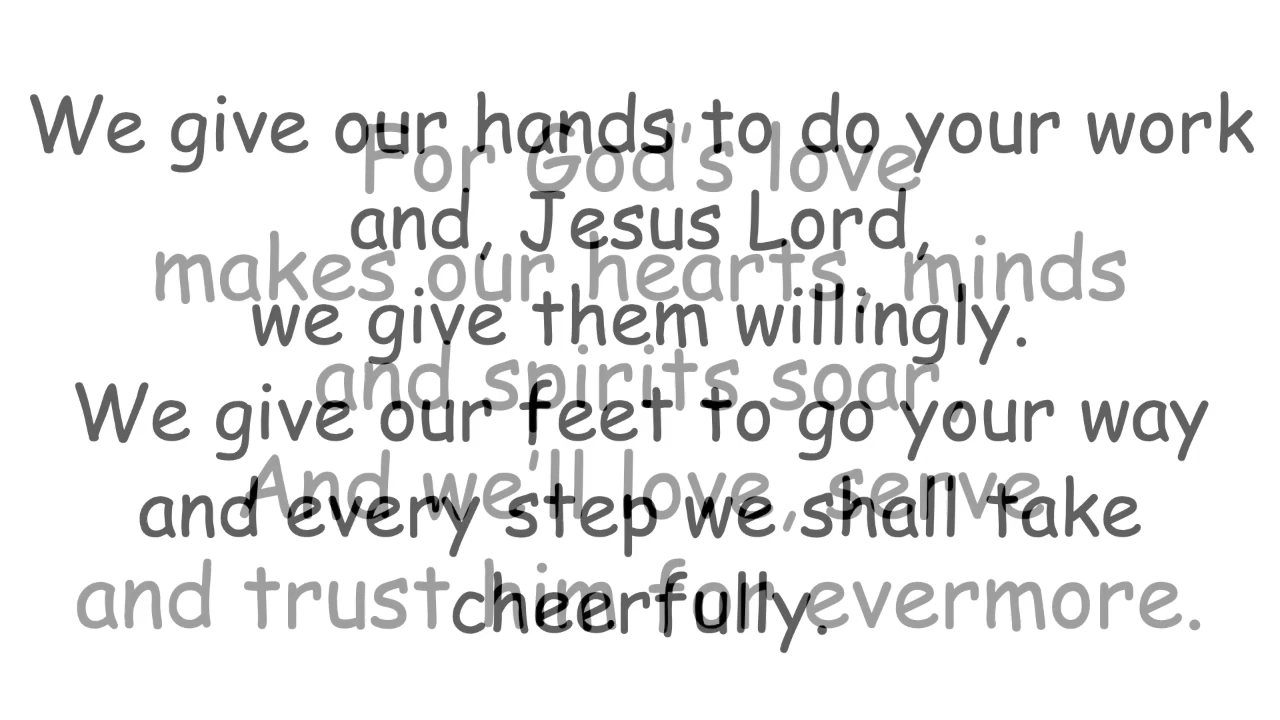 We give our hands to do your work
For God's love
and, Jesus Lord,
makes our hearts, minds
we give them willingly.
and spirits soar.
We give our feet to go your way
And we'll love, serve
and every step we shall take
and trust him for evermore.
cheerfully.